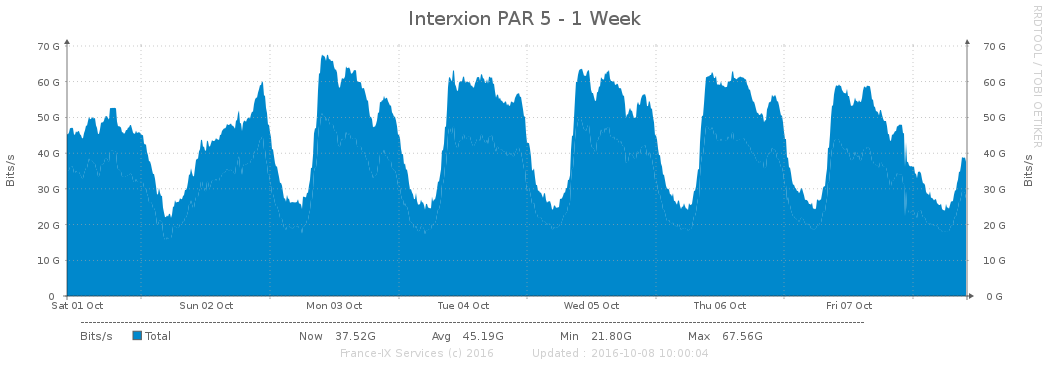 Interxion PAR 5 - 1 Week
RRDTOOL / TOBI OETIKER
70 G 70 G
60 G 60 G
50 G 50 G
40 G 40 G
30 G 30 G
20 G 20 G
10 G 10 G
0 0 G
Bits/s
Bits/s
Sat 01 Oct Sun 02 Oct Mon 03 Oct Tue 04 Oct Wed 05 Oct Thu 06 Oct Fri 07 Oct
Bits/s Total Now 37.52G Avg 45.19G Min 21.80G Max 67.56G
France-IX Services (c) 2016 Updated : 2016-10-08 10:00:04